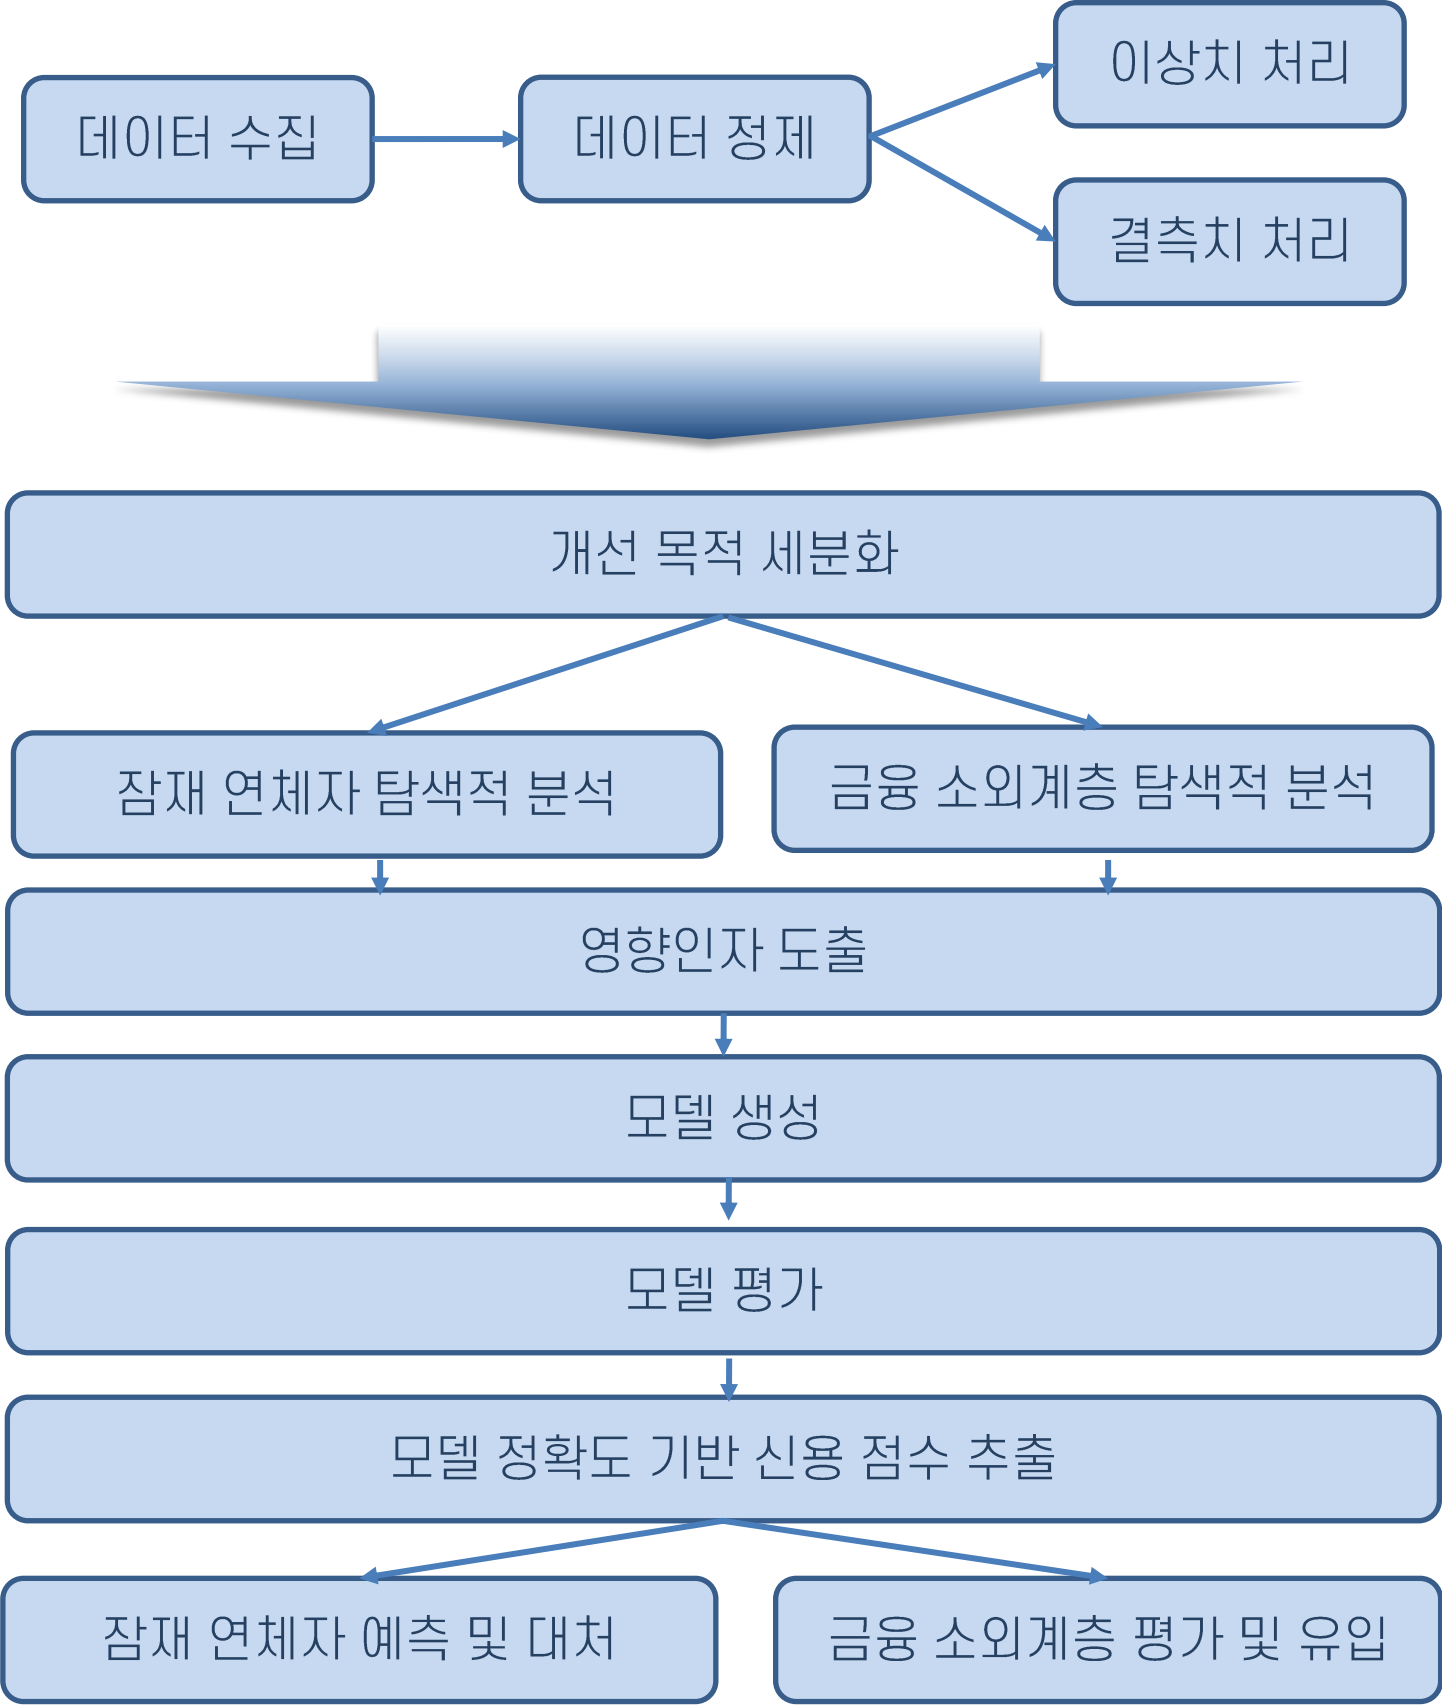 데이터 수집
데이터 정제
이상치 처리
결측치 처리
개선 목적 세분화
잠재 연체자 탐색적 분석
금융 소외계층 탐색적 분석
영향인자 도출
모델 생성
모델 평가
모델 정확도 기반 신용 점수 추출
잠재 연체자 예측 및 대처
금융 소외계층 평가 및 유입